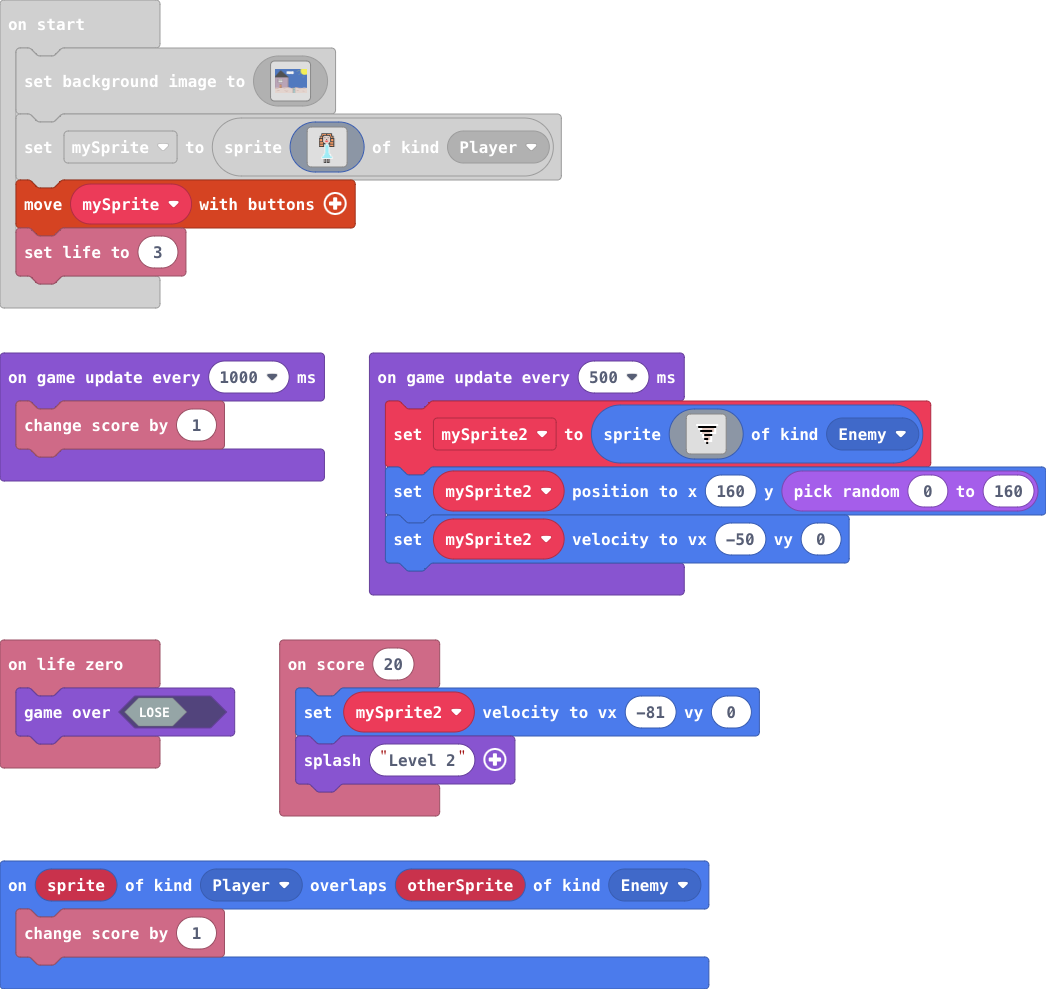 on start
set background image to
set mySprite to sprite of kind Player
move mySprite with buttons
set life to 3
on game update every 1000 ms
change score by 1
on game update every 500 ms
set mySprite2 to sprite of kind Enemy
set mySprite2 position to x 160 y pick random 0 to 160
set mySprite2 velocity to vx -50 vy 0
on life zero
game over LOSE
on score 20
set mySprite2 velocity to vx -81 vy 0
splash "Level 2"
on sprite of kind Player overlaps otherSprite of kind Enemy
change score by 1